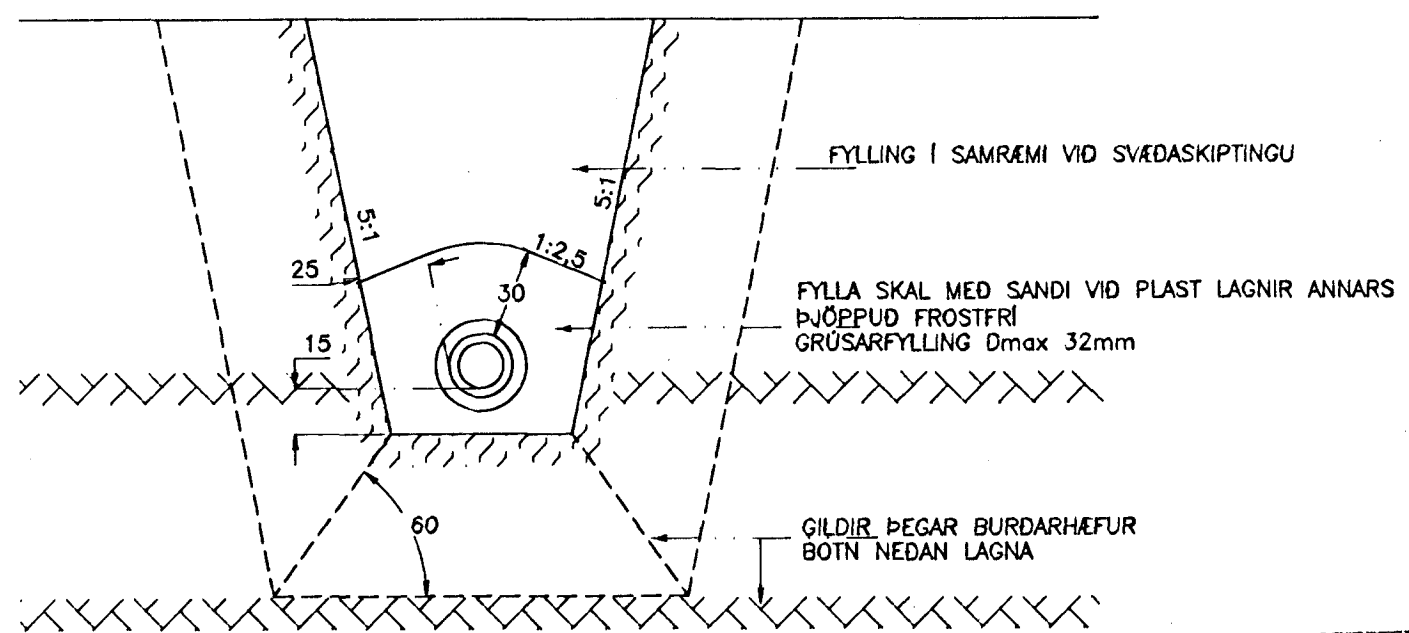 FYLLING Í SAMRÆMI VIÐ SVÆÐASKIPTINGU
5:1
5:1
1:2,5
25
30
FYLLA SKAL MEÐ SANDI VIÐ PLAST LAGNIR ANNARS
ÞJÖPPUÐ FROSTFRÍ
GRÚSARFYLLING Dmax 32mm
15
60
GILDIR ÞEGAR BURÐARHÆFUR
BOTN NEÐAN LAGNA